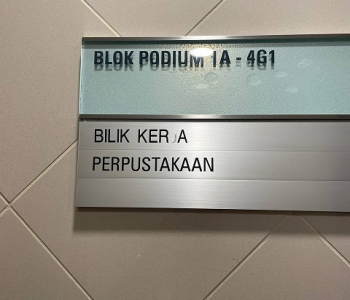 BLOK PODIUM 1A - 4G1
BILIK KERJA
PERPUSTAKAAN